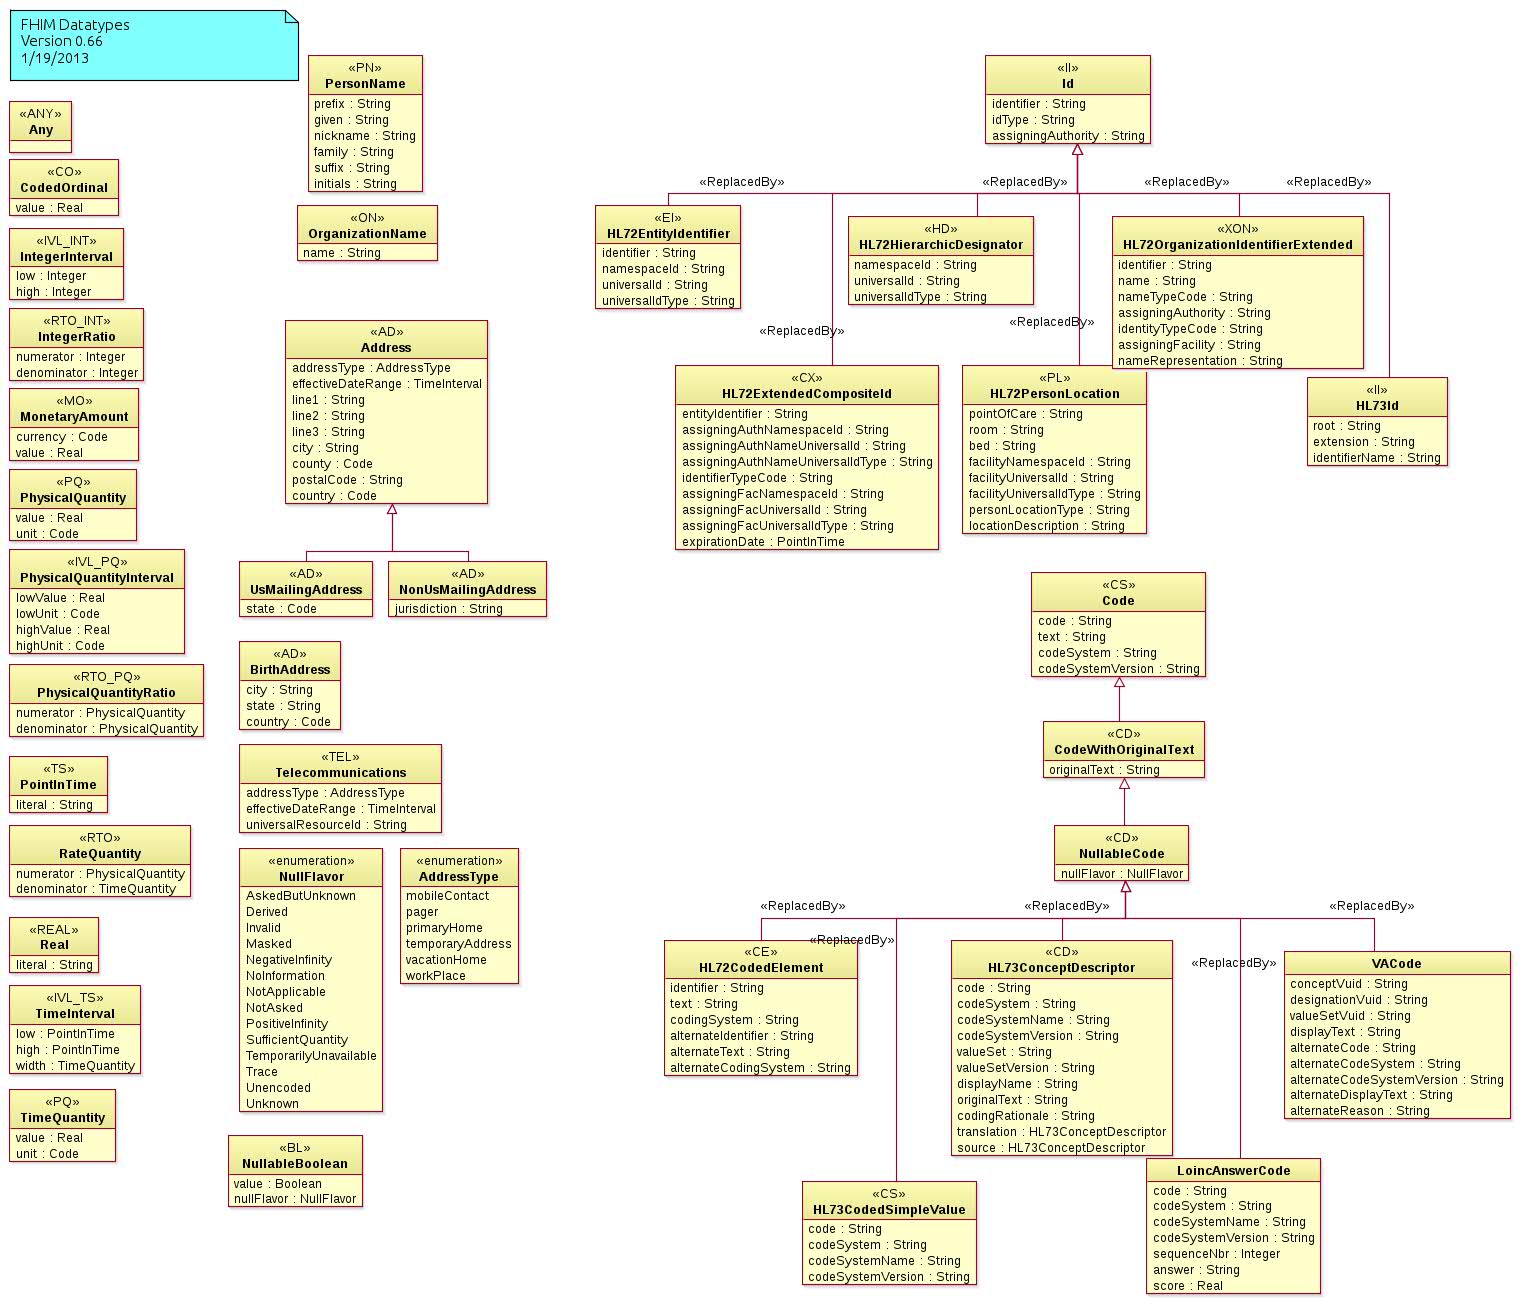 FHIM Datatypes
Version 0.66
1/19/2013
«ANY»
Any
«CO»
CodedOrdinal
value : Real
«IVL_INT»
IntegerInterval
low : Integer
high : Integer
«RTO_INT»
IntegerRatio
numerator : Integer
denominator : Integer
«MO»
MonetaryAmount
currency : Code
value : Real
«PQ»
PhysicalQuantity
value : Real
unit : Code
«IVL_PQ»
PhysicalQuantityInterval
lowValue : Real
lowUnit : Code
highValue : Real
highUnit : Code
«RTO_PQ»
PhysicalQuantityRatio
numerator : PhysicalQuantity
denominator : PhysicalQuantity
«TS»
PointInTime
literal : String
«RTO»
RateQuantity
numerator : PhysicalQuantity
denominator : TimeQuantity
«REAL»
Real
literal : String
«IVL_TS»
TimeInterval
low : PointInTime
high : PointInTime
width : TimeQuantity
«PQ»
TimeQuantity
value : Real
unit : Code
«PN»
PersonName
prefix : String
given : String
nickname : String
family : String
suffix : String
initials : String
«ON»
OrganizationName
name : String
«AD»
Address
addressType : AddressType
effectiveDateRange : TimeInterval
line1 : String
line2 : String
line3 : String
city : String
county : Code
postalCode : String
country : Code
«AD»
UsMailingAddress
state : Code
«AD»
NonUsMailingAddress
jurisdiction : String
«AD»
BirthAddress
city : String
state : String
country : Code
«TEL»
Telecommunications
addressType : AddressType
effectiveDateRange : TimeInterval
universalResourceId : String
«enumeration»
NullFlavor
AskedButUnknown
Derived
Invalid
Masked
NegativeInfinity
NoInformation
NotApplicable
NotAsked
PositiveInfinity
SufficientQuantity
TemporarilyUnavailable
Trace
Unencoded
Unknown
«enumeration»
AddressType
mobileContact
pager
primaryHome
temporaryAddress
vacationHome
workPlace
«BL»
NullableBoolean
value : Boolean
nullFlavor : NullFlavor
«II»
Id
identifier : String
idType : String
assigningAuthority : String
«ReplacedBy»
«ReplacedBy»
«ReplacedBy»
«ReplacedBy»
«EI»
HL72EntityIdentifier
identifier : String
namespaceId : String
universalId : String
universalIdType : String
«HD»
HL72HierarchicDesignator
namespaceId : String
universalId : String
universalIdType : String
«XON»
HL72OrganizationIdentifierExtended
identifier : String
name : String
nameTypeCode : String
assigningAuthority : String
identityTypeCode : String
assigningFacility : String
nameRepresentation : String
«ReplacedBy»
«ReplacedBy»
«CX»
HL72ExtendedCompositeId
entityIdentifier : String
assigningAuthNamespaceId : String
assigningAuthNameUniversalId : String
assigningAuthNameUniversalIdType : String
identifierTypeCode : String
assigningFacNamespaceId : String
assigningFacUniversalId : String
assigningFacUniversalIdType : String
expirationDate : PointInTime
«PL»
HL72PersonLocation
pointOfCare : String
room : String
bed : String
facilityNamespaceId : String
facilityUniversalId : String
facilityUniversalIdType : String
personLocationType : String
locationDescription : String
«II»
HL73Id
root : String
extension : String
identifierName : String
«CS»
Code
code : String
text : String
codeSystem : String
codeSystemVersion : String
«CD»
CodeWithOriginalText
originalText : String
«CD»
NullableCode
nullFlavor : NullFlavor
«ReplacedBy»
«ReplacedBy»
«ReplacedBy»
«ReplacedBy»
«ReplacedBy»
«CE»
HL72CodedElement
identifier : String
text : String
codingSystem : String
alternateIdentifier : String
alternateText : String
alternateCodingSystem : String
«CD»
HL73ConceptDescriptor
code : String
codeSystem : String
codeSystemName : String
codeSystemVersion : String
valueSet : String
valueSetVersion : String
displayName : String
originalText : String
codingRationale : String
translation : HL73ConceptDescriptor
source : HL73ConceptDescriptor
VACode
conceptVuid : String
designationVuid : String
valueSetVuid : String
displayText : String
alternateCode : String
alternateCodeSystem : String
alternateCodeSystemVersion : String
alternateDisplayText : String
alternateReason : String
«CS»
HL73CodedSimpleValue
code : String
codeSystem : String
codeSystemName : String
codeSystemVersion : String
LoincAnswerCode
code : String
codeSystem : String
codeSystemName : String
codeSystemVersion : String
sequenceNbr : Integer
answer : String
score : Real